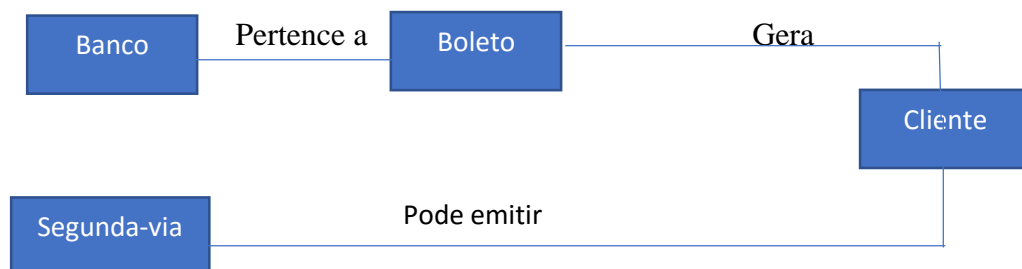 Banco
Pertence a
Boleto
Gera
Cliente
Segunda-via
Pode emitir